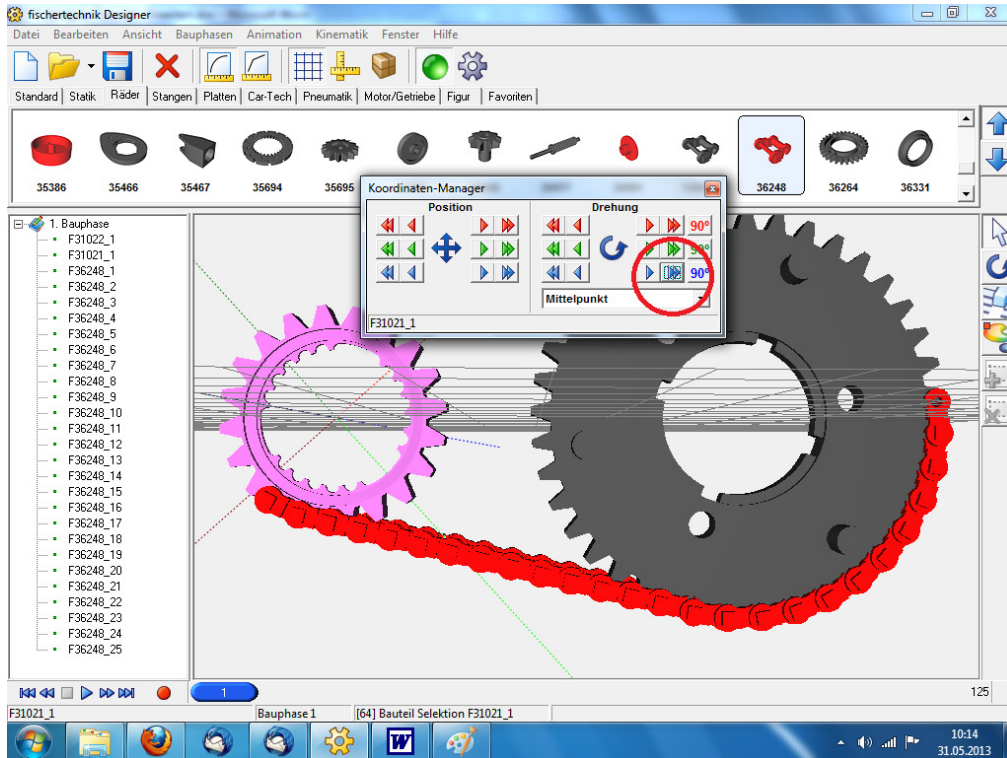 fischertechnik Designer
Datei Bearbeiten Ansicht Bauphasen Animation Kinematik Fenster Hilfe
Standard Statik Räder Stangen Platten Car-Tech Pneumatik Motor/Getriebe Figur Favoriten
35386 35466 35467 35694 35695 36248 36264 36331
Koordinaten-Manager
Position Drehung
90°
90°
90°
Mittelpunkt
F31021_1
1. Bauphase
F31022_1
F31021_1
F36248_1
F36248_2
F36248_3
F36248_4
F36248_5
F36248_6
F36248_7
F36248_8
F36248_9
F36248_10
F36248_11
F36248_12
F36248_13
F36248_14
F36248_15
F36248_16
F36248_17
F36248_18
F36248_19
F36248_20
F36248_21
F36248_22
F36248_23
F36248_24
F36248_25
1 125
F31021_1 Bauphase 1 [64] Bauteil Selektion F31021_1
W 10:14
31.05.2013